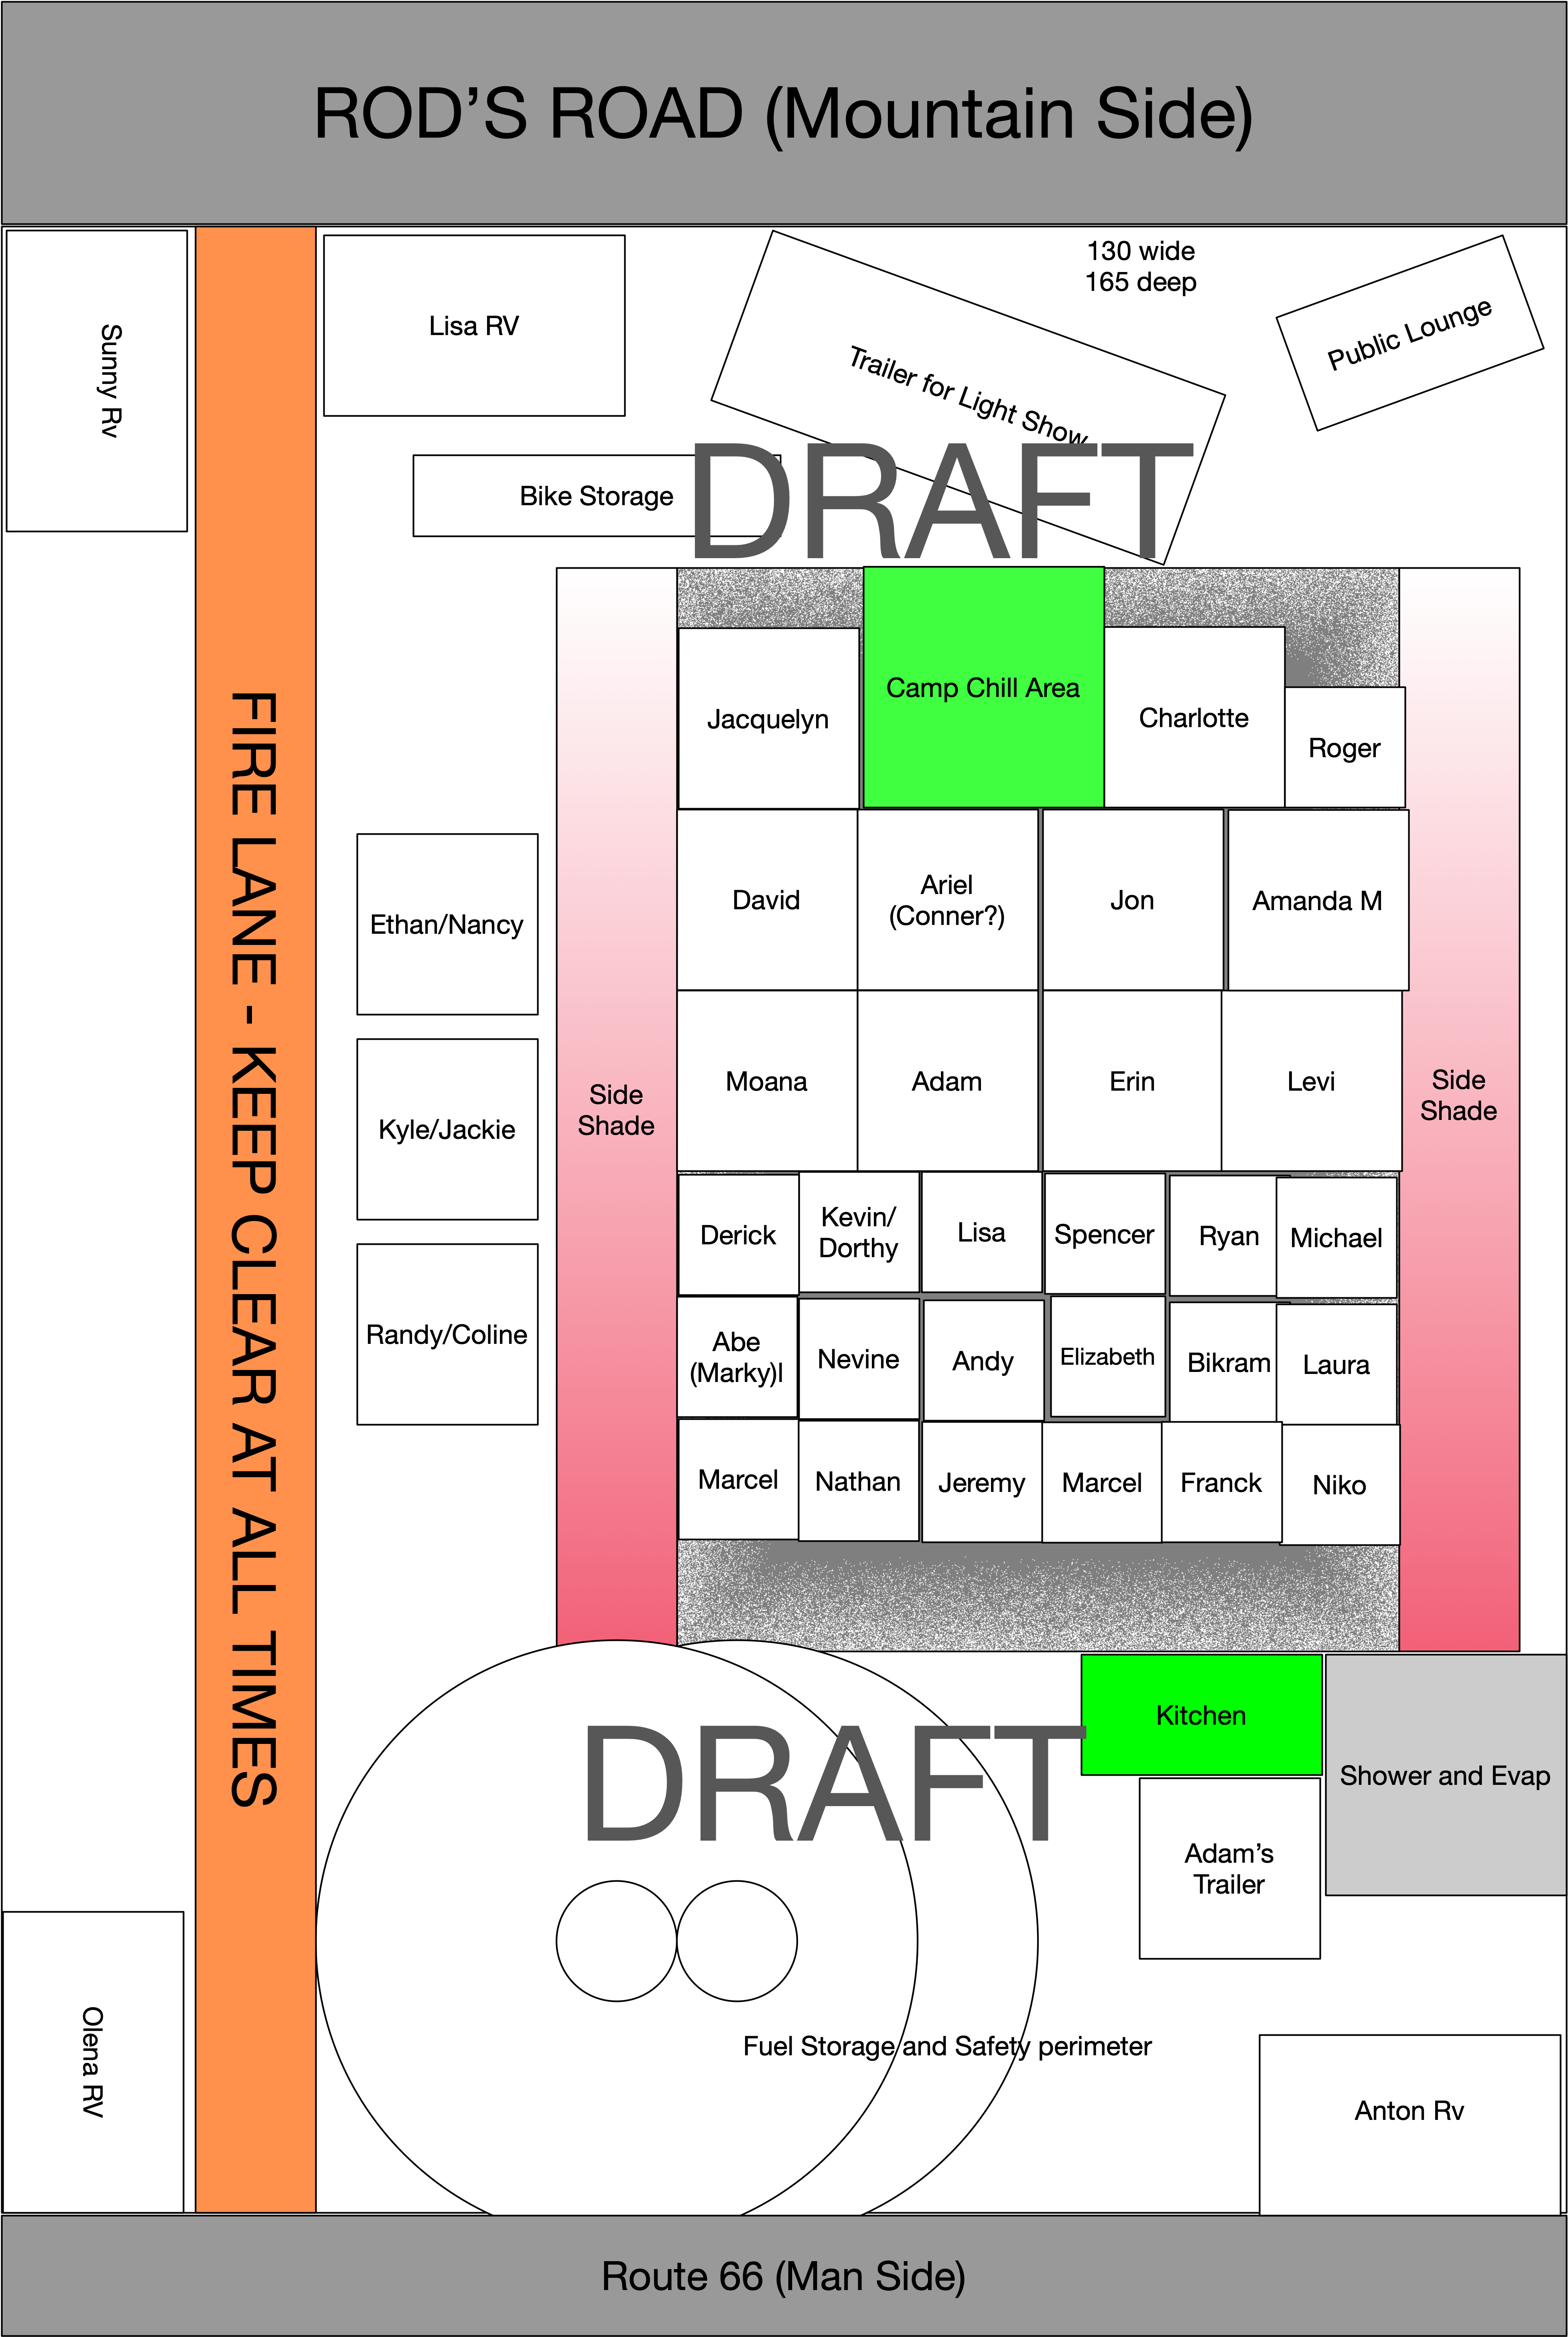 ROD’S ROAD (Mountain Side)
130 wide
165 deep
Sunny Rv
Lisa RV
Trailer for Light Show
Public Lounge
Bike Storage
DRAFT
FIRE LANE - KEEP CLEAR AT ALL TIMES
Camp Chill Area
Jacquelyn
Charlotte
Roger
David
Ariel
(Conner?)
Jon
Amanda M
Ethan/Nancy
Moana
Adam
Erin
Levi
Side
Shade
Side
Shade
Kyle/Jackie
Derick
Kevin/
Dorthy
Lisa
Spencer
Ryan
Michael
Randy/Coline
Abe
(Marky)l
Nevine
Andy
Elizabeth
Bikram
Laura
Marcel
Nathan
Jeremy
Marcel
Franck
Niko
Kitchen
DRAFT
Shower and Evap
Adam’s
Trailer
Olena RV
Fuel Storage and Safety perimeter
Anton Rv
Route 66 (Man Side)